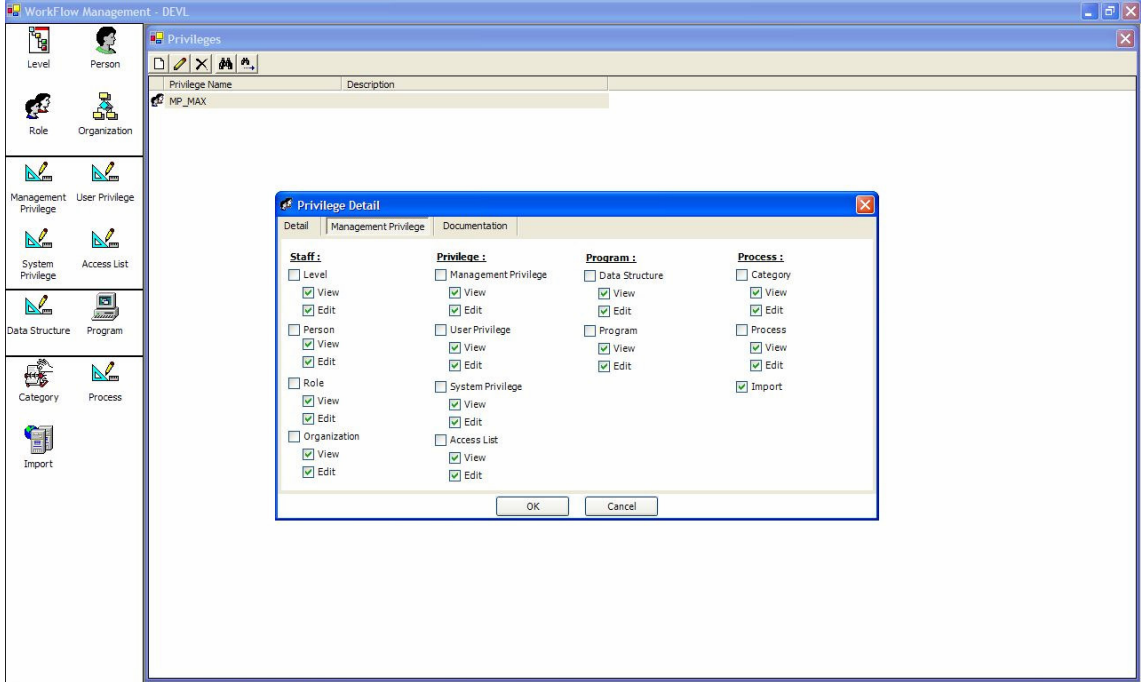 WorkFlow Management - DEVL
Level Person
Role Organization
Management Privilege User Privilege
System Privilege Access List
Data Structure Program
Category Process
Import
Privileges
Privilege Name Description
MP_MAX
Privilege Detail
Detail Management Privilege Documentation
Staff :
Level
View
Edit
Person
View
Edit
Role
View
Edit
Organization
View
Edit
Privilege :
Management Privilege
View
Edit
User Privilege
View
Edit
System Privilege
View
Edit
Access List
View
Edit
Program :
Data Structure
View
Edit
Program
View
Edit
Process :
Category
View
Edit
Process
View
Edit
Import
OK Cancel